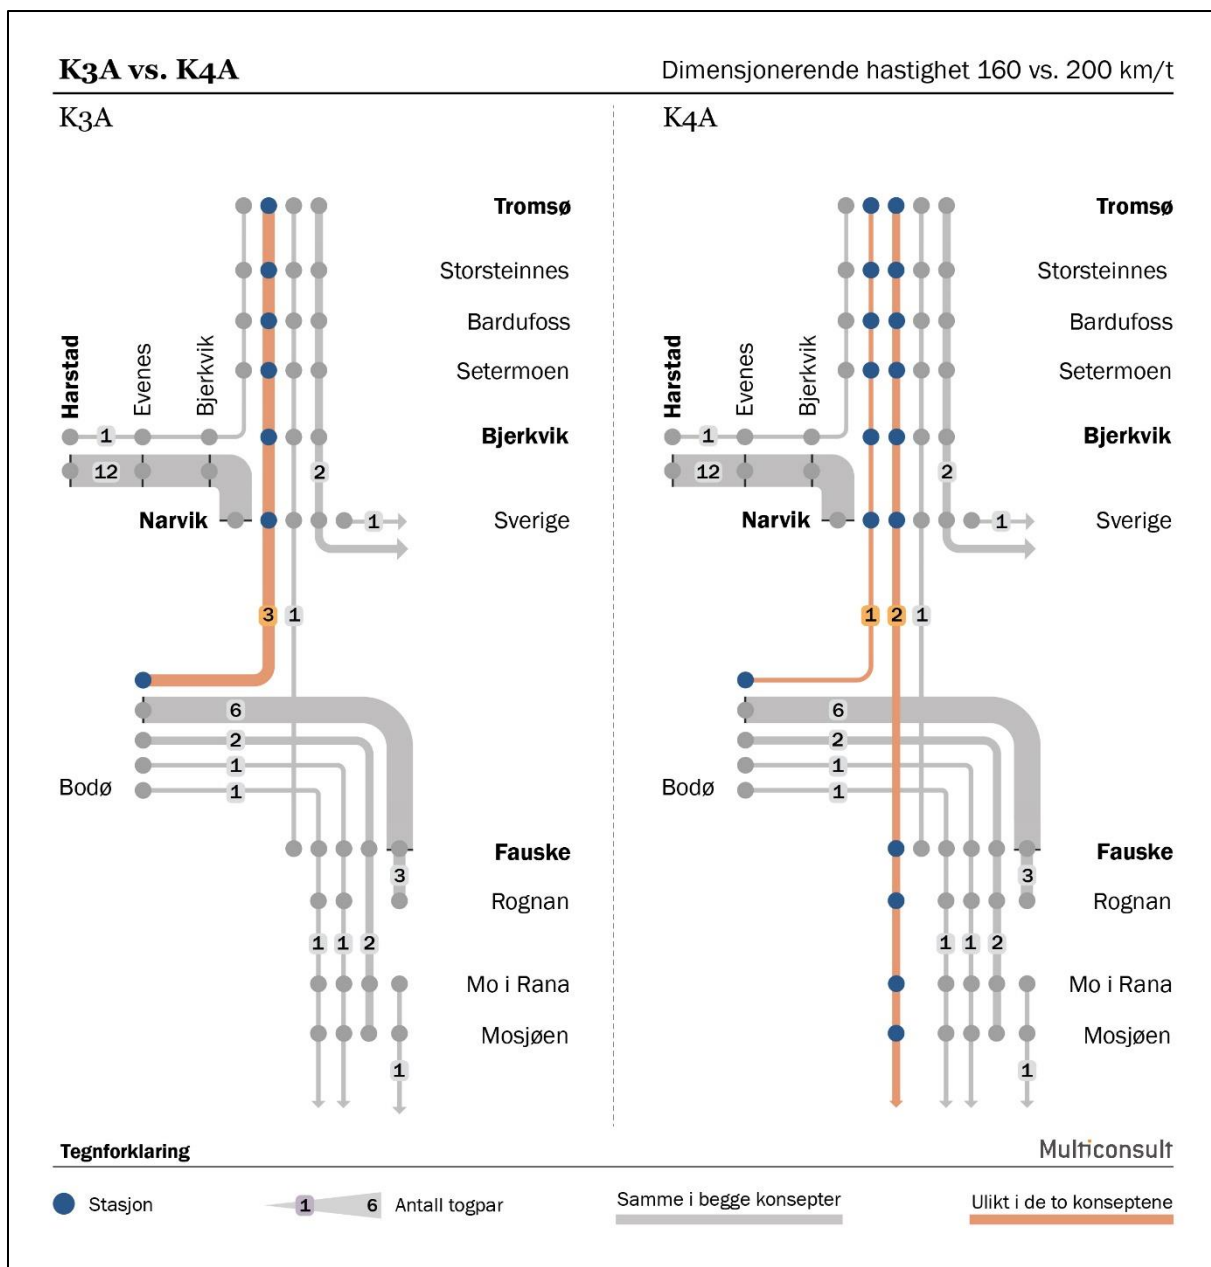 K3A vs. K4A
Dimensjonerende hastighet 160 vs. 200 km/t
K3A
Tromsø
Storsteinnes
Bardufoss
Setermoen
Harstad
Evenes
Bjerkvik
Bjerkvik
1
12
2
Narvik
1
Sverige
3
1
6
2
1
Bodø
1
Fauske
3
Rognan
1
1
2
Mo i Rana
Mosjøen
1
K4A
Tromsø
Storsteinnes
Bardufoss
Setermoen
Harstad
Evenes
Bjerkvik
Bjerkvik
1
12
2
Narvik
1
Sverige
1
2
1
6
2
1
Bodø
1
Fauske
3
Rognan
1
1
2
Mo i Rana
Mosjøen
1
Tegnforklaring
Multiconsult
Stasjon
1
6
Antall togpar
Samme i begge konsepter
Ulikt i de to konseptene